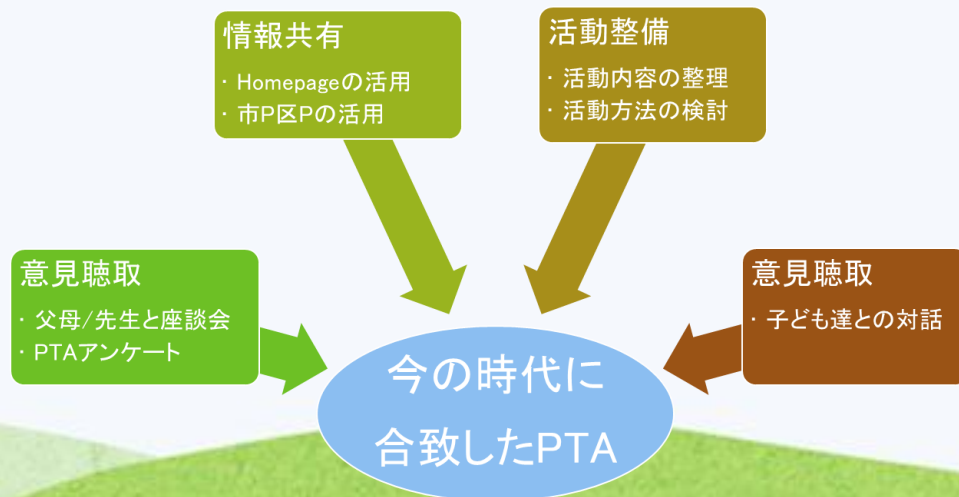 情報共有
・Homepageの活用
・市P区Pの活用
活動整備
・活動内容の整理
・活動方法の検討
意見聴取
・父母/先生と座談会
・PTAアンケート
意見聴取
・子ども達との対話
今の時代に
合致したPTA